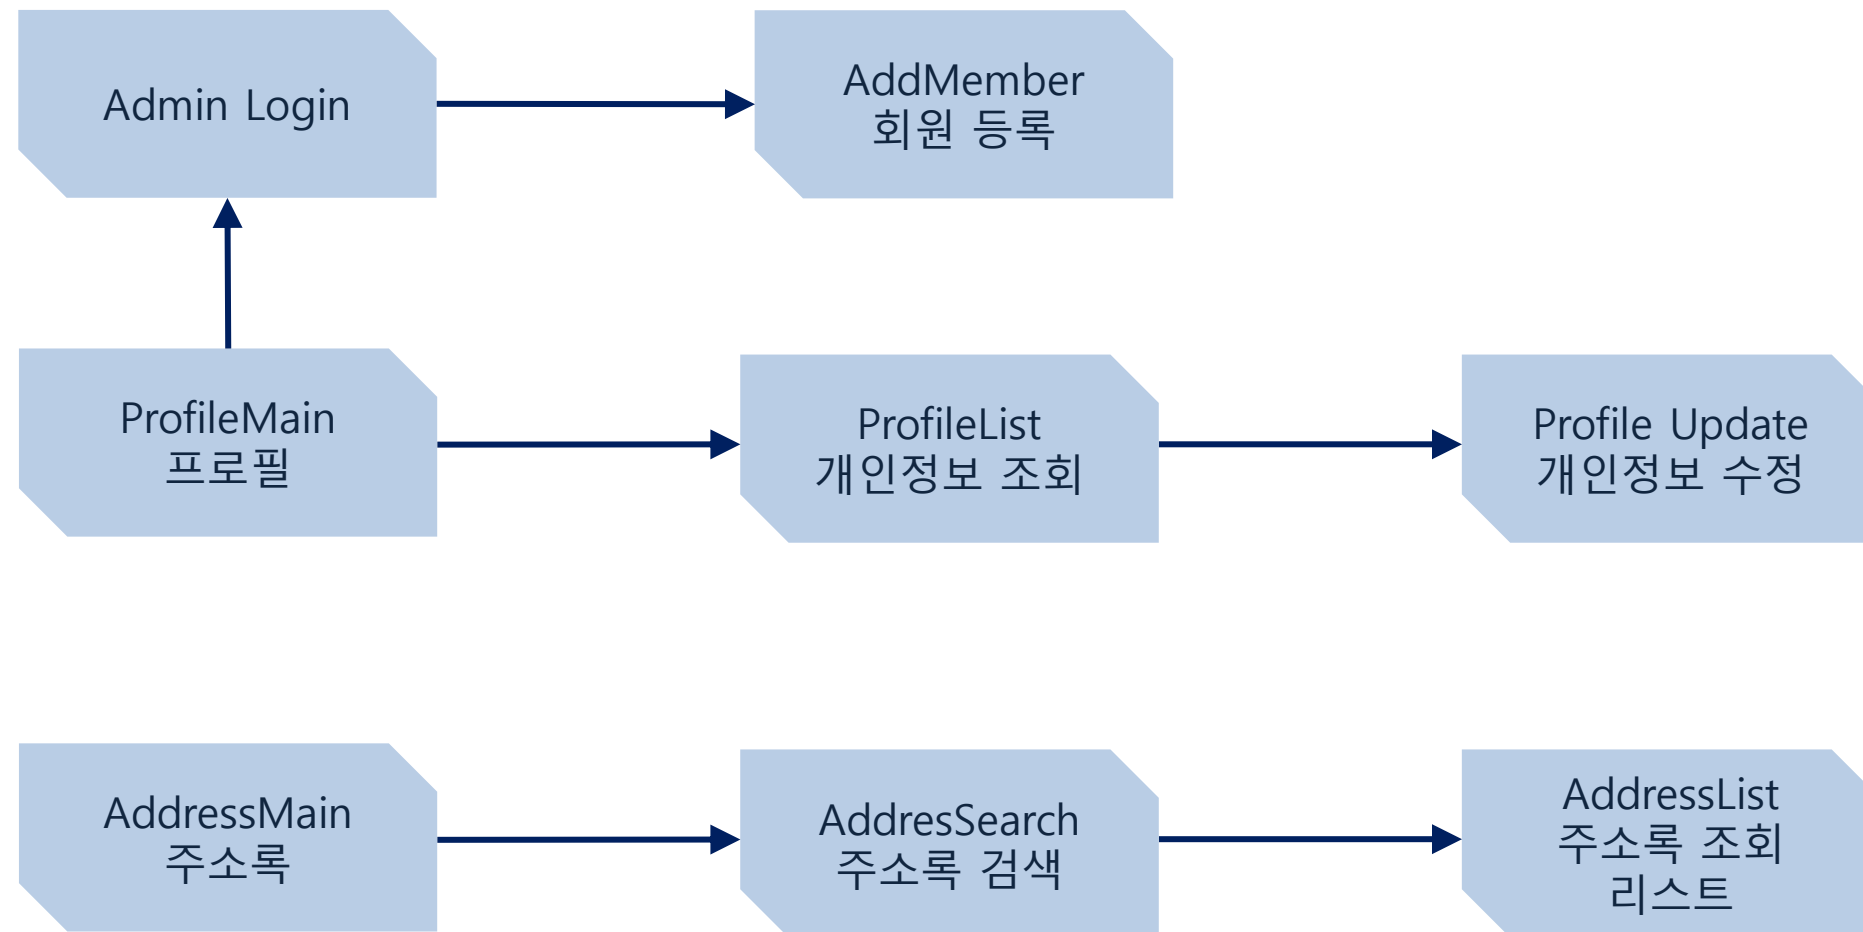 Admin Login
AddMember
회원 등록
ProfileMain
프로필
ProfileList
개인정보 조회
Profile Update
개인정보 수정
AddressMain
주소록
AddresSearch
주소록 검색
AddressList
주소록 조회
리스트